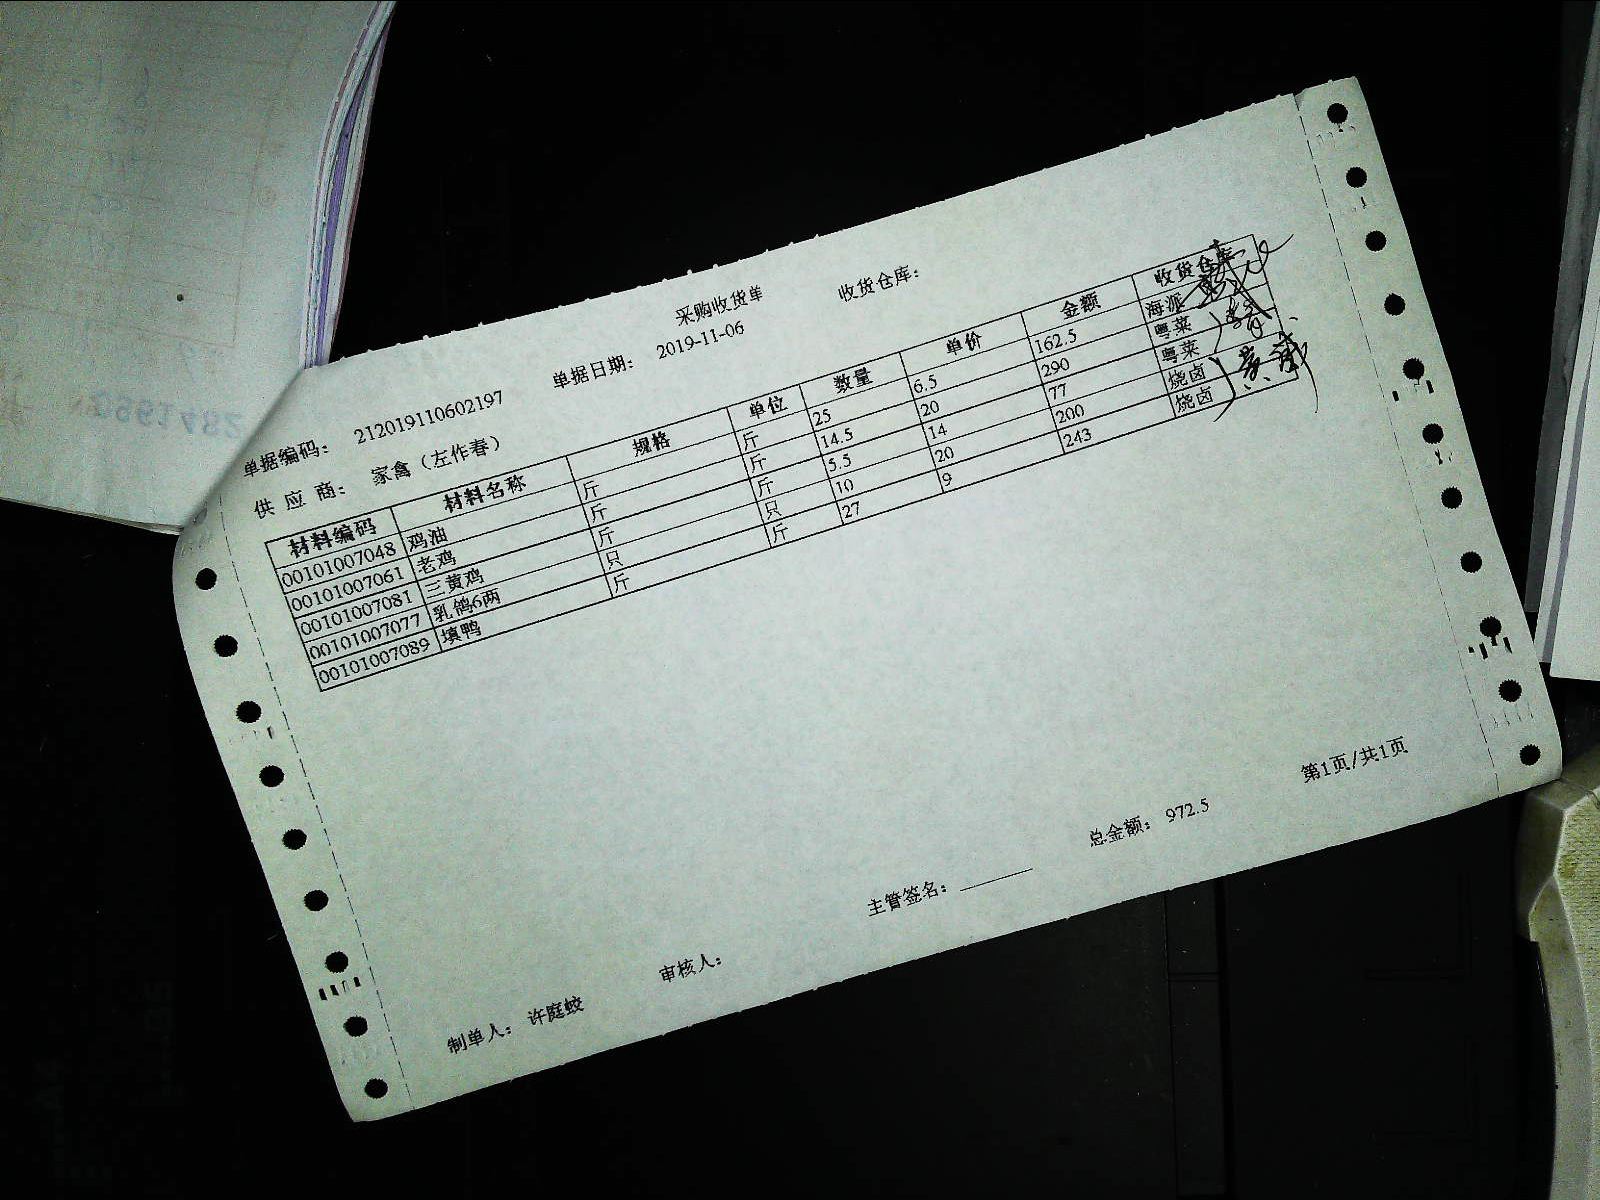 采购收货单
收货仓库：
单据编码： 212019110602197 单据日期： 2019-11-06
供 应 商： 家禽（左作春）
材料编码 材料名称 规格 单位 数量 单价 金额 收货仓库
00101007048 鸡油 斤 斤 25 6.5 162.5 海派
00101007061 老鸡 斤 斤 14.5 20 290 粤菜
00101007081 三黄鸡 斤 斤 5.5 14 77 粤菜
00101007077 乳鸽6两 只 只 10 20 200 烧卤
00101007089 填鸭 斤 斤 27 9 243 烧卤
制单人： 许庭蛟 审核人： 主管签名： 总金额： 972.5 第1页/共1页